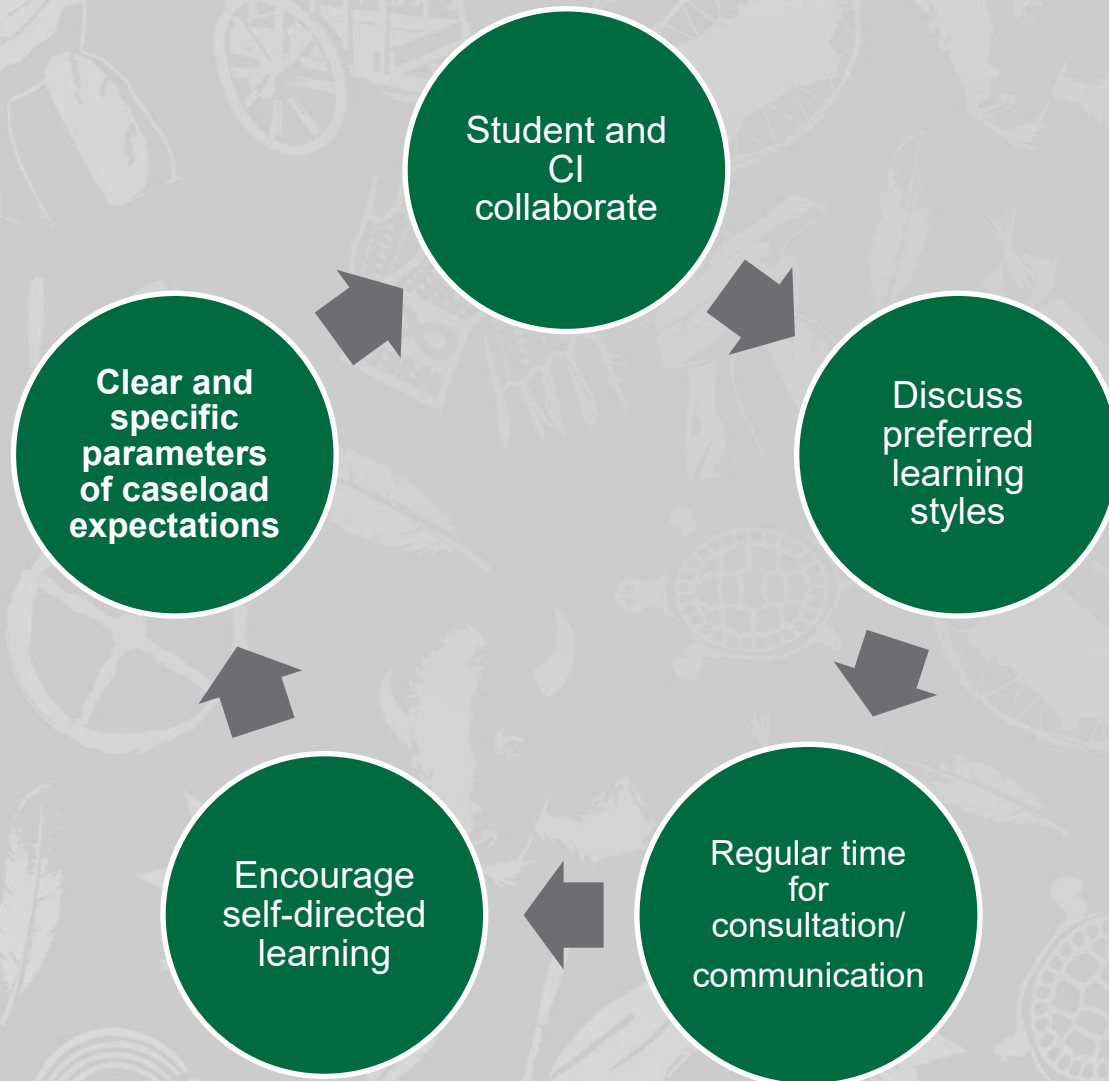 Student and
CI
collaborate
Discuss
preferred
learning
styles
Regular time
for
consultation/
communication
Encourage
self-directed
learning
Clear and
specific
parameters
of caseload
expectations